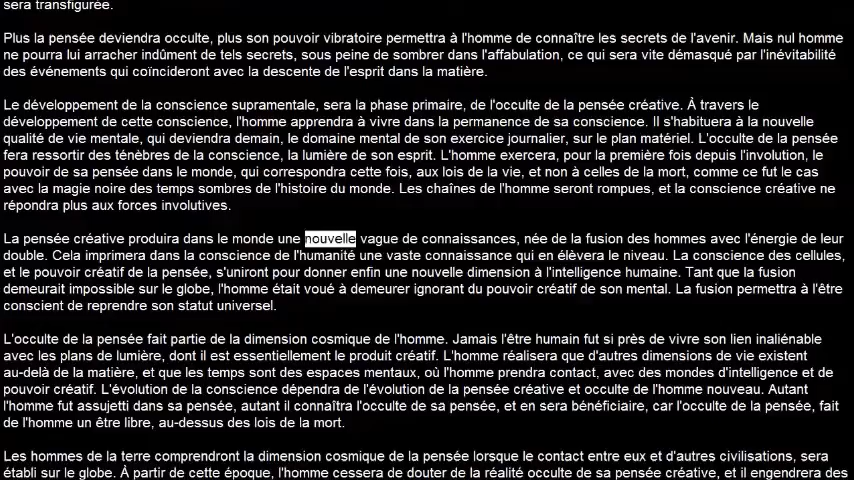 sera transfigurée.
Plus la pensée deviendra occulte, plus son pouvoir vibratoire permettra à l'homme de connaître les secrets de l'avenir. Mais nul homme
ne pourra lui arracher indûment de tels secrets, sous peine de sombrer dans l'affabulation, ce qui sera vite démasqué par l'inévitabilité
des événements qui coïncideront avec la descente de l'esprit dans la matière.
Le développement de la conscience supramentale, sera la phase primaire, de l'occulte de la pensée créative. À travers le
développement de cette conscience, l'homme apprendra à vivre dans la permanence de sa conscience. Il s'habituera à la nouvelle
qualité de vie mentale, qui deviendra demain, le domaine mental de son exercice journalier, sur le plan matériel. L'occulte de la pensée
fera ressortir des ténèbres de la conscience, la lumière de son esprit. L'homme exercera, pour la première fois depuis l'involution, le
pouvoir de sa pensée dans le monde, qui correspondra cette fois, aux lois de la vie, et non à celles de la mort, comme ce fut le cas
avec la magie noire des temps sombres de l'histoire du monde. Les chaînes de l'homme seront rompues, et la conscience créative ne
répondra plus aux forces involutives.
La pensée créative produira dans le monde une nouvelle vague de connaissances, née de la fusion des hommes avec l'énergie de leur
double. Cela imprimera dans la conscience de l'humanité une vaste connaissance qui en élèvera le niveau. La conscience des cellules,
et le pouvoir créatif de la pensée, s'uniront pour donner enfin une nouvelle dimension à l'intelligence humaine. Tant que la fusion
demeurait impossible sur le globe, l'homme était voué à demeurer ignorant du pouvoir créatif de son mental. La fusion permettra à l'être
conscient de reprendre son statut universel.
L'occulte de la pensée fait partie de la dimension cosmique de l'homme. Jamais l'être humain fut si près de vivre son lien inaliénable
avec les plans de lumière, dont il est essentiellement le produit créatif. L'homme réalisera que d'autres dimensions de vie existent
au-delà de la matière, et que les temps sont des espaces mentaux, où l'homme prendra contact, avec des mondes d'intelligence et de
pouvoir créatif. L'évolution de la conscience dépendra de l'évolution de la pensée créative et occulte de l'homme nouveau. Autant
l'homme fut assujetti dans sa pensée, autant il connaîtra l'occulte de sa pensée, et en sera bénéficiaire, car l'occulte de la pensée, fait
de l'homme un être libre, au-dessus des lois de la mort.
Les hommes de la terre comprendront la dimension cosmique de la pensée lorsque le contact entre eux et d'autres civilisations, sera
établi sur le globe. À partir de cette époque, l'homme cessera de douter de la réalité occulte de sa pensée créative, et il engendrera des